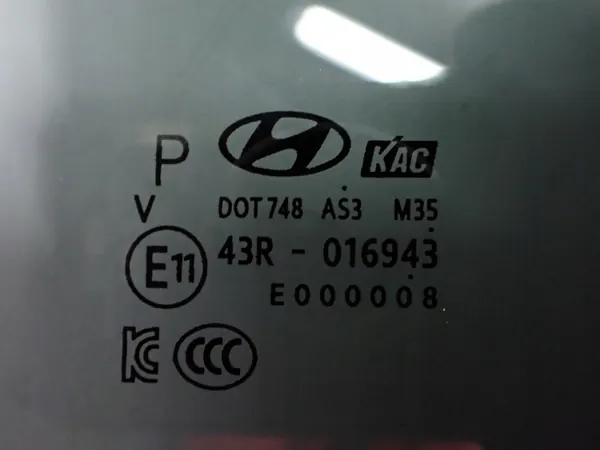 P KAC
V DOT748 AS3 M35
E11 43R - 016943
E000008
KC CCC